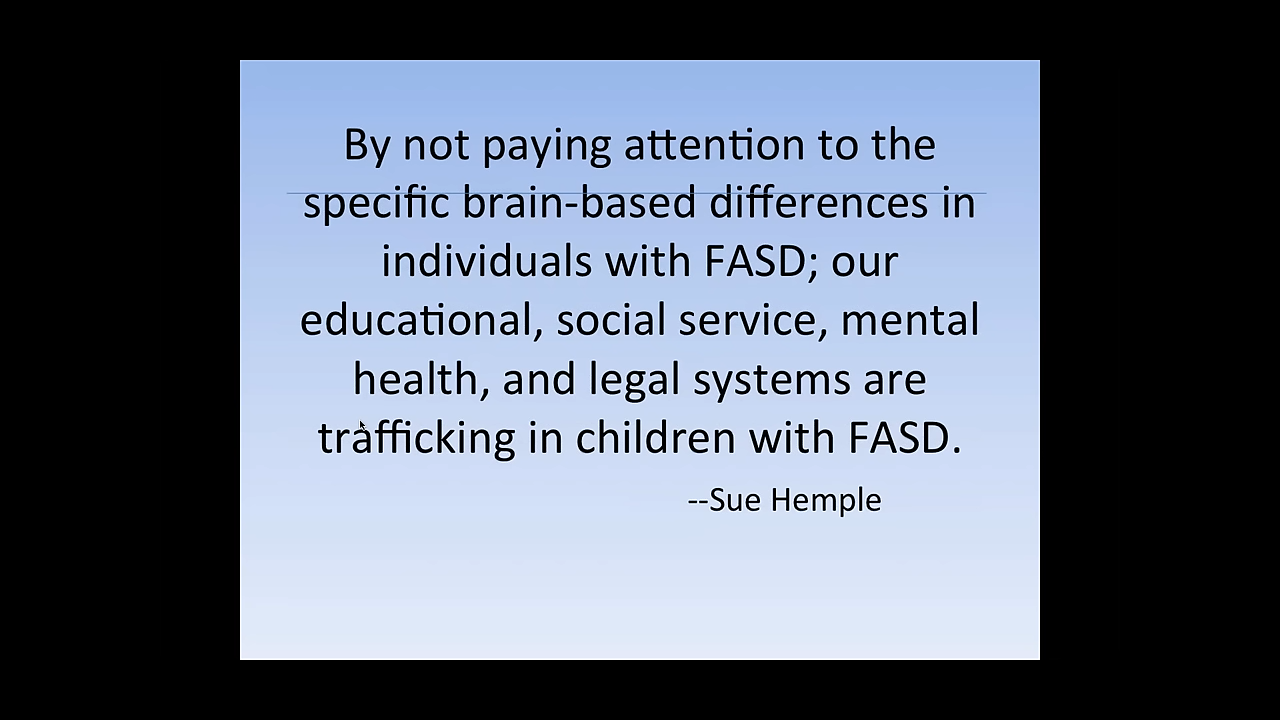 By not paying attention to the
specific brain-based differences in
individuals with FASD; our
educational, social service, mental
health, and legal systems are
trafficking in children with FASD.
--Sue Hemple